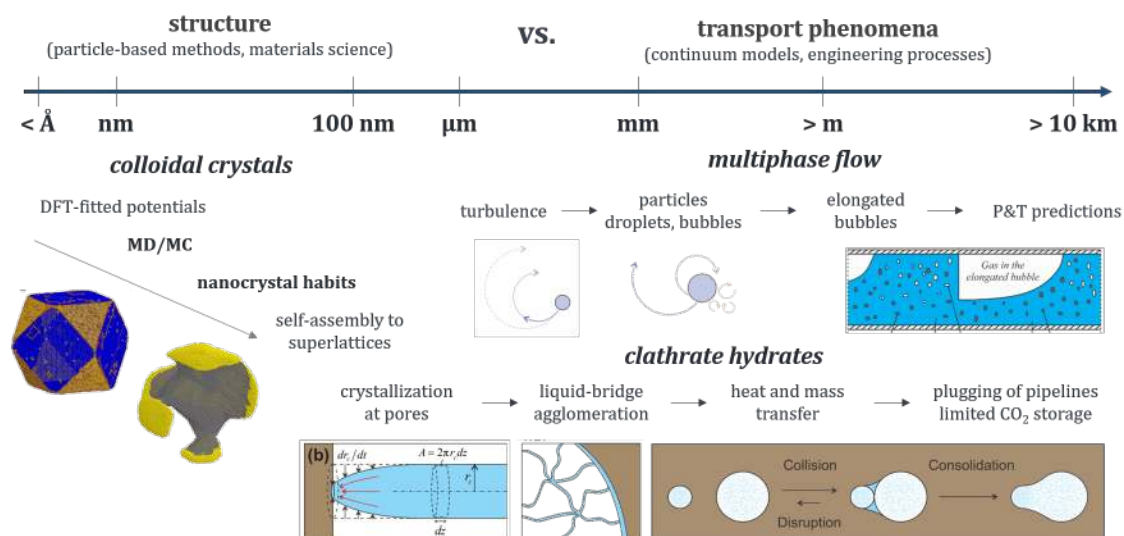 structure
(particle-based methods, materials science)
vs.
transport phenomena
(continuum models, engineering processes)
< Å
nm
100 nm
μm
mm
> m
> 10 km
colloidal crystals
DFT-fitted potentials
MD/MC
nanocrystal habits
self-assembly to
superlattices
multiphase flow
turbulence
particles
droplets, bubbles
elongated
bubbles
P&T predictions
Gas in the
elongated bubble
clathrate hydrates
crystallization
at pores
liquid-bridge
agglomeration
heat and mass
transfer
plugging of pipelines
limited CO₂ storage
(b)
A = 2πr_i dz
r_i
dz
Collision
Disruption
Consolidation